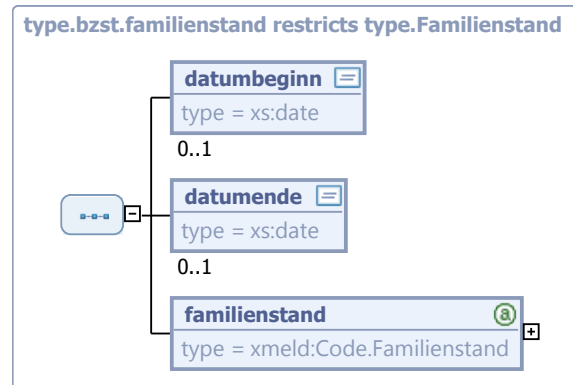 type.bzst.familienstand restricts type.Familienstand
datumbeginn
type = xs:date
0..1
datumende
type = xs:date
0..1
familienstand
type = xmeld:Code.Familienstand